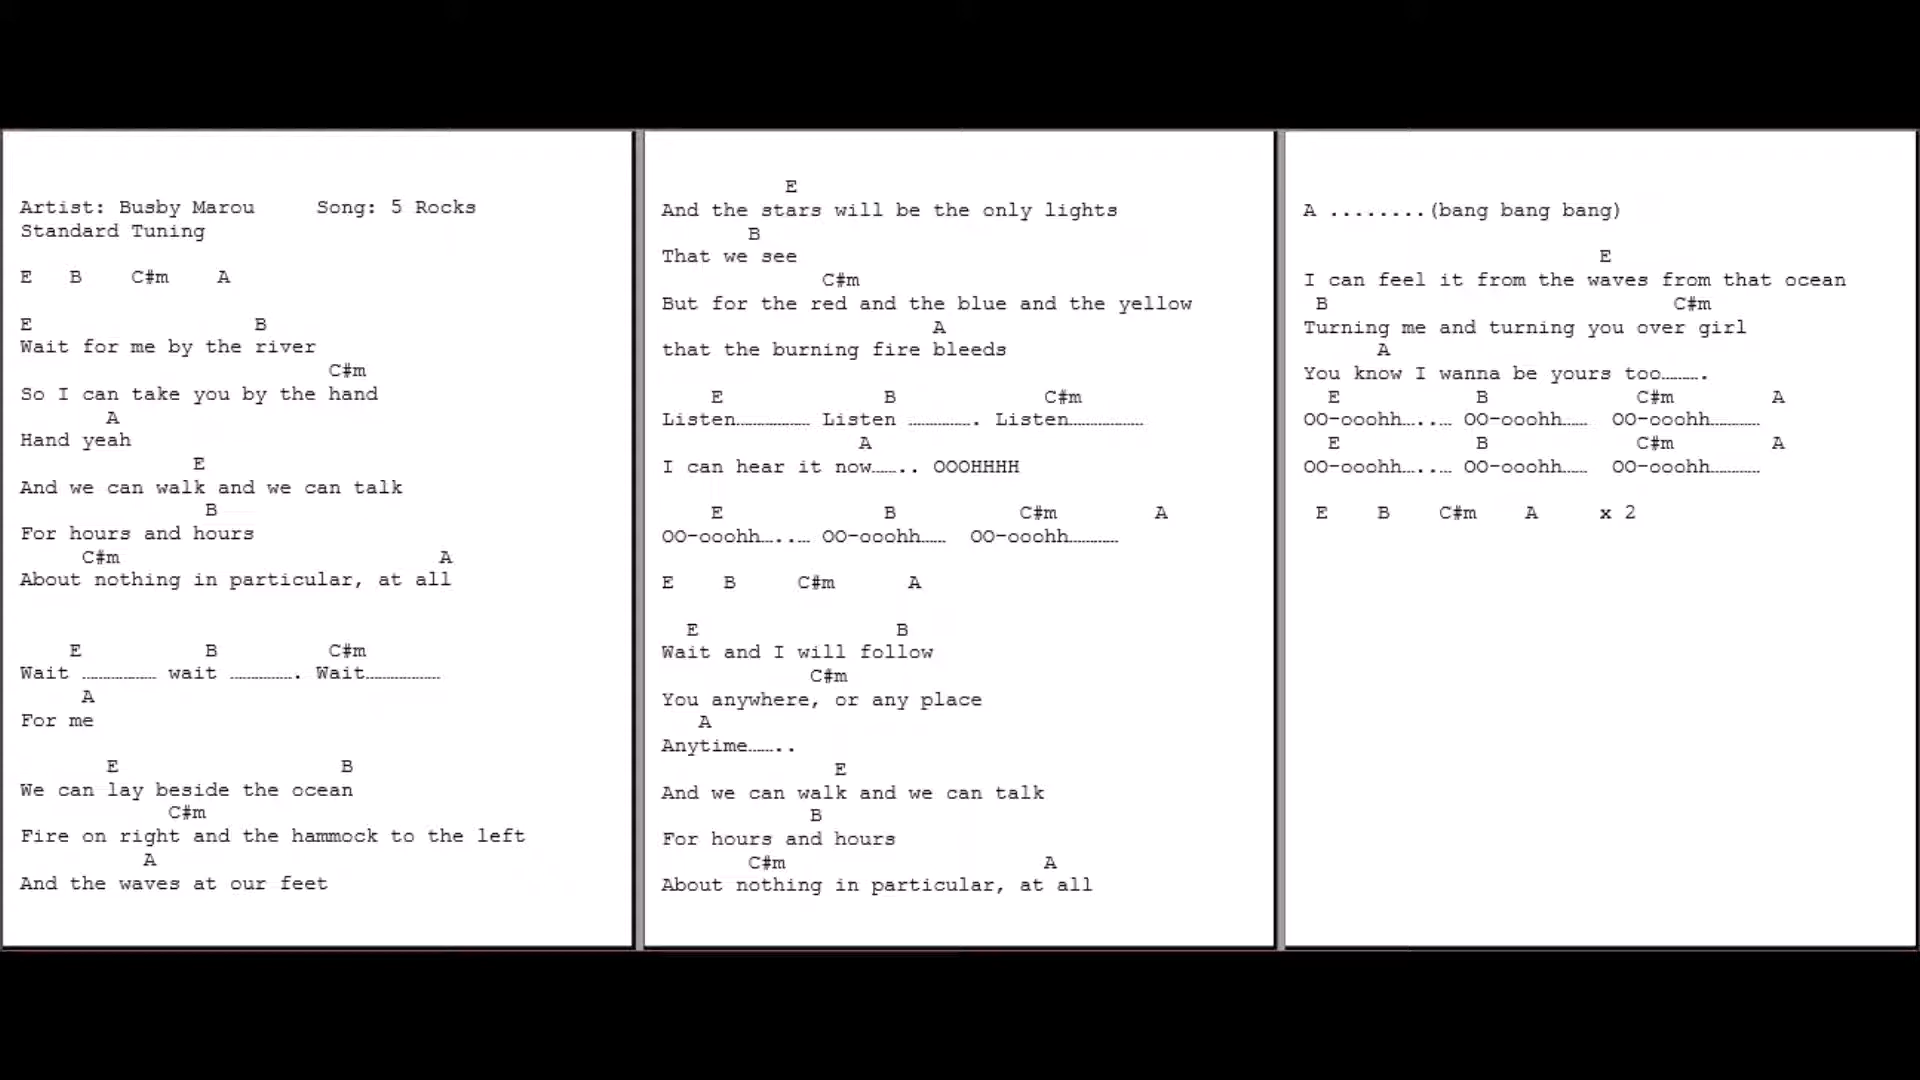 Artist: Busby Marou     Song: 5 Rocks
Standard Tuning
E   B    C#m    A
E                  B
Wait for me by the river
                         C#m
So I can take you by the hand
       A
Hand yeah
              E
And we can walk and we can talk
               B
For hours and hours
     C#m                          A
About nothing in particular, at all
    E          B         C#m
Wait ………………… wait ……………. Wait…………………
     A
For me
       E                  B
We can lay beside the ocean
            C#m
Fire on right and the hammock to the left
          A
And the waves at our feet
          E
And the stars will be the only lights
       B
That we see
             C#m
But for the red and the blue and the yellow
                      A
that the burning fire bleeds
    E             B            C#m
Listen………………… Listen ……………. Listen…………………
                A
I can hear it now…….. OOOHHHH
    E             B          C#m        A
OO-ooohh…..… OO-ooohh……  OO-ooohh…………
E    B     C#m      A
  E                B
Wait and I will follow
            C#m
You anywhere, or any place
   A
Anytime……..
              E
And we can walk and we can talk
            B
For hours and hours
       C#m                     A
About nothing in particular, at all
A ........(bang bang bang)
                        E
I can feel it from the waves from that ocean
 B                            C#m
Turning me and turning you over girl
      A
You know I wanna be yours too……….
  E           B            C#m        A
OO-ooohh…..… OO-ooohh……  OO-ooohh…………
  E           B            C#m        A
OO-ooohh…..… OO-ooohh……  OO-ooohh…………
 E    B    C#m    A     x 2